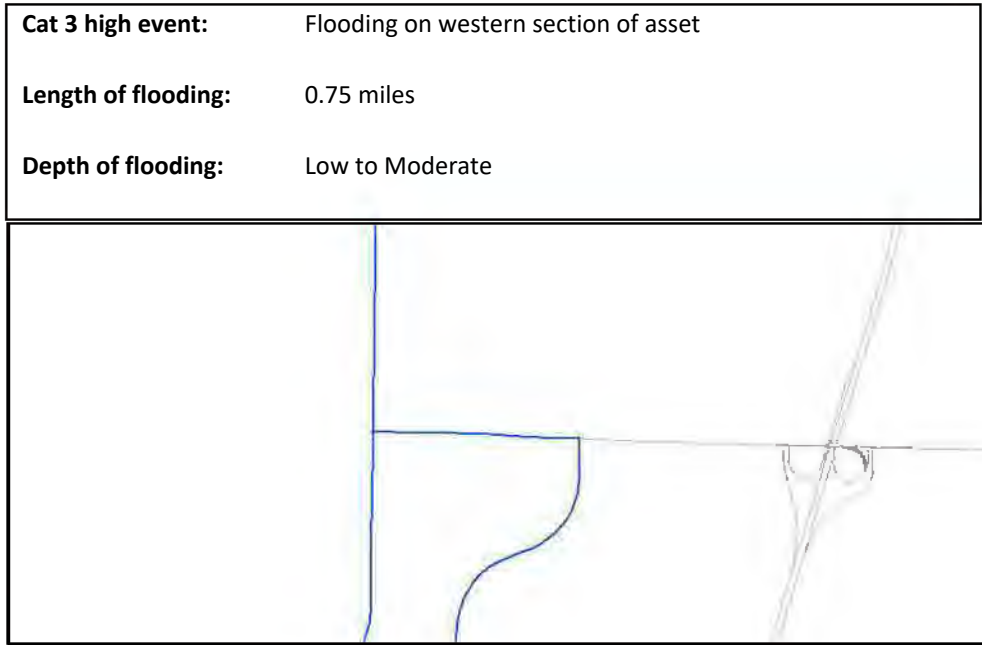 Cat 3 high event: Flooding on western section of asset
Length of flooding: 0.75 miles
Depth of flooding: Low to Moderate